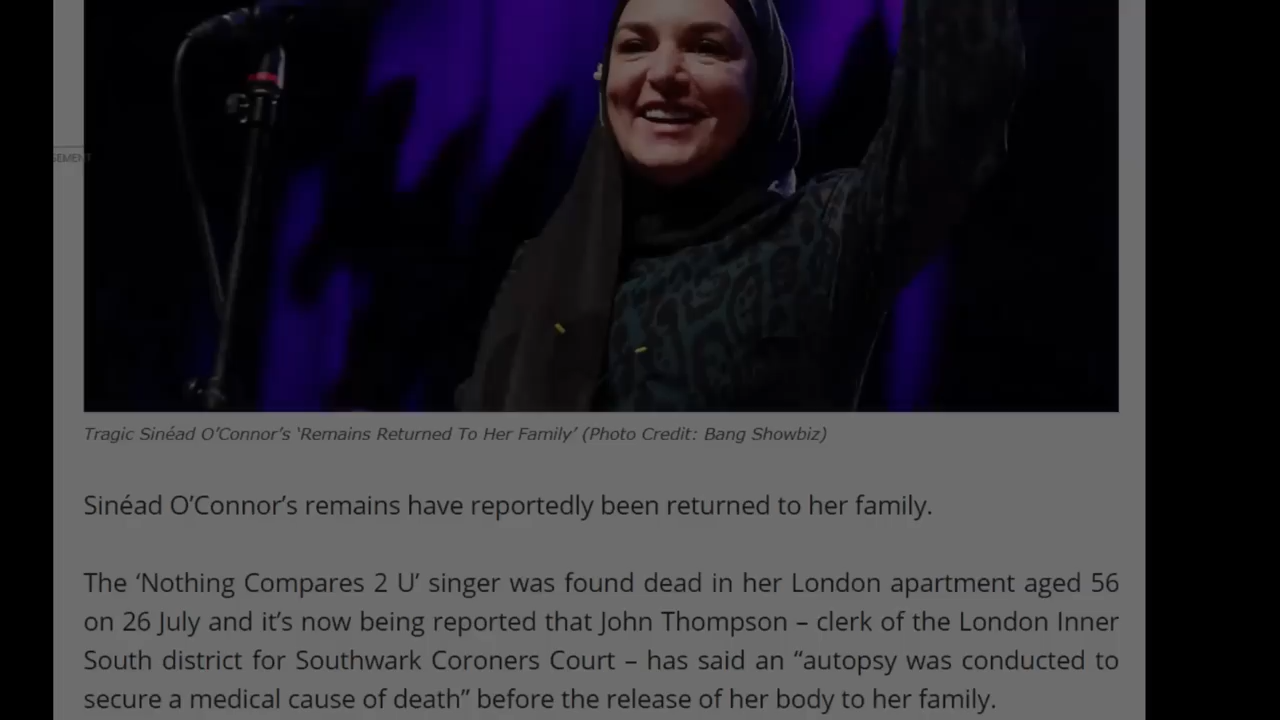 SEMENT
Tragic Sinéad O’Connor’s ‘Remains Returned To Her Family’ (Photo Credit: Bang Showbiz)
Sinéad O’Connor’s remains have reportedly been returned to her family.
The ‘Nothing Compares 2 U’ singer was found dead in her London apartment aged 56
on 26 July and it’s now being reported that John Thompson – clerk of the London Inner
South district for Southwark Coroners Court – has said an “autopsy was conducted to
secure a medical cause of death” before the release of her body to her family.